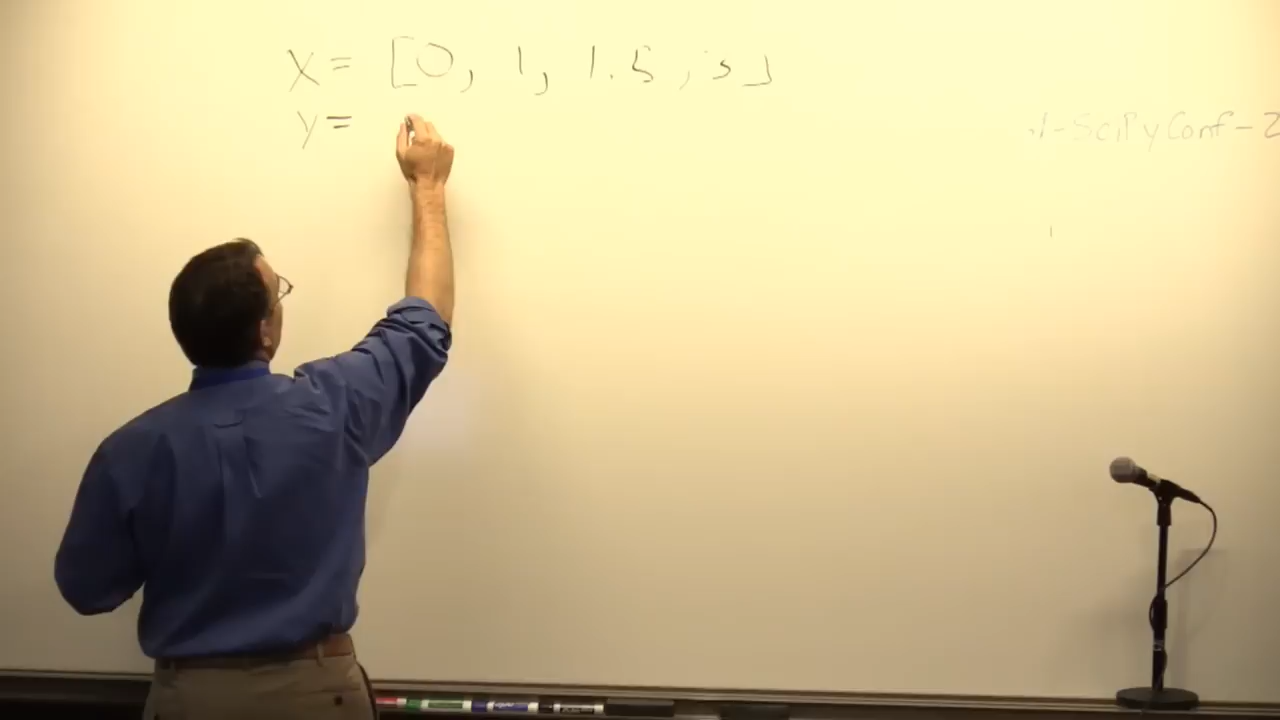 x = [0, 1, 1.5, 3]
y =
-SciPyConf-2